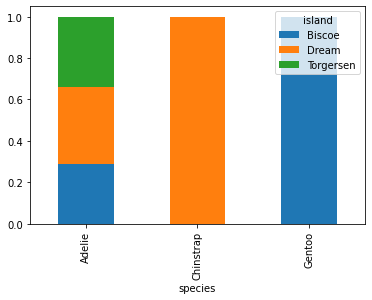 1.0
0.8
0.6
0.4
0.2
0.0
island
Biscoe
Dream
Torgersen
Adelie
Chinstrap
Gentoo
species